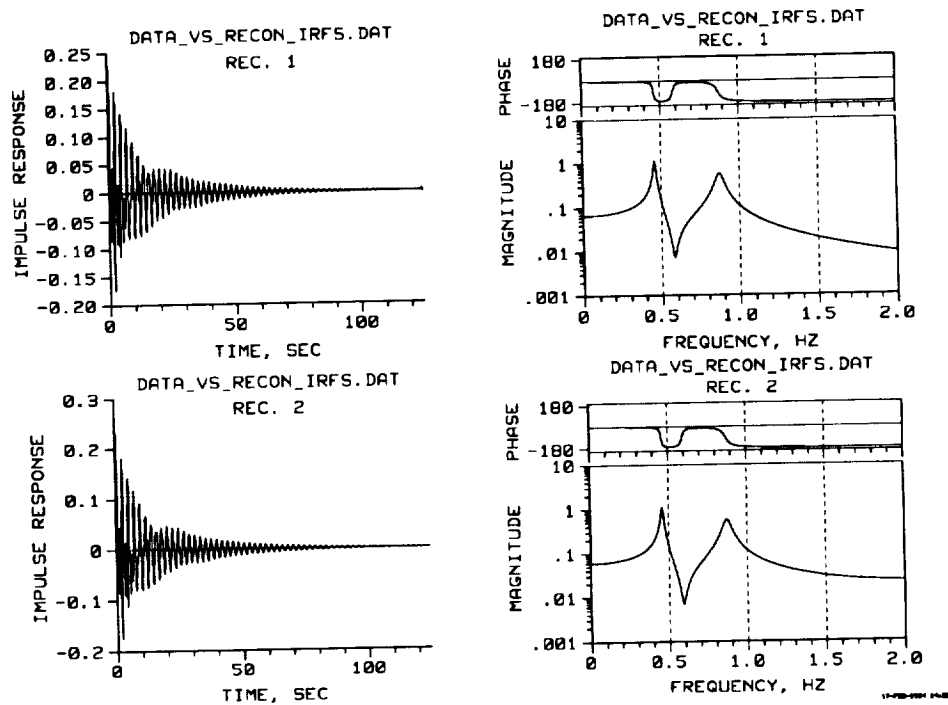 DATA_VS_RECON_IRFS.DAT
REC. 1
IMPULSE RESPONSE
0.25
0.20
0.15
0.10
0.05
0
-0.05
-0.10
-0.15
-0.20
0 50 100
TIME, SEC
DATA_VS_RECON_IRFS.DAT
REC. 1
PHASE
180
-180
MAGNITUDE
10
1
.1
.01
.001
0 0.5 1.0 1.5 2.0
FREQUENCY, HZ
DATA_VS_RECON_IRFS.DAT
REC. 2
IMPULSE RESPONSE
0.3
0.2
0.1
0
-0.1
-0.2
0 50 100
TIME, SEC
DATA_VS_RECON_IRFS.DAT
REC. 2
PHASE
180
-180
MAGNITUDE
10
1
.1
.01
.001
0 0.5 1.0 1.5 2.0
FREQUENCY, HZ